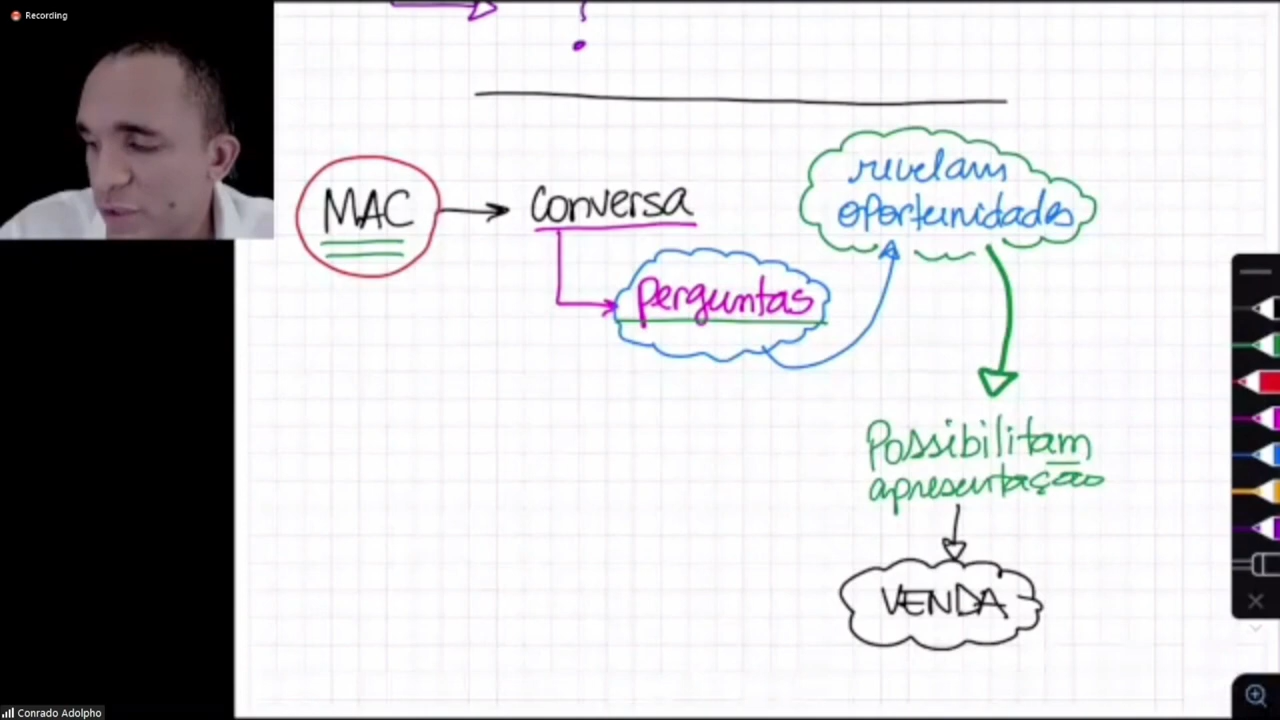 Recording
MAC
conversa
perguntas
revelam
oportunidades
Possibilitam
apresentação
VENDA
Conrado Adolpho